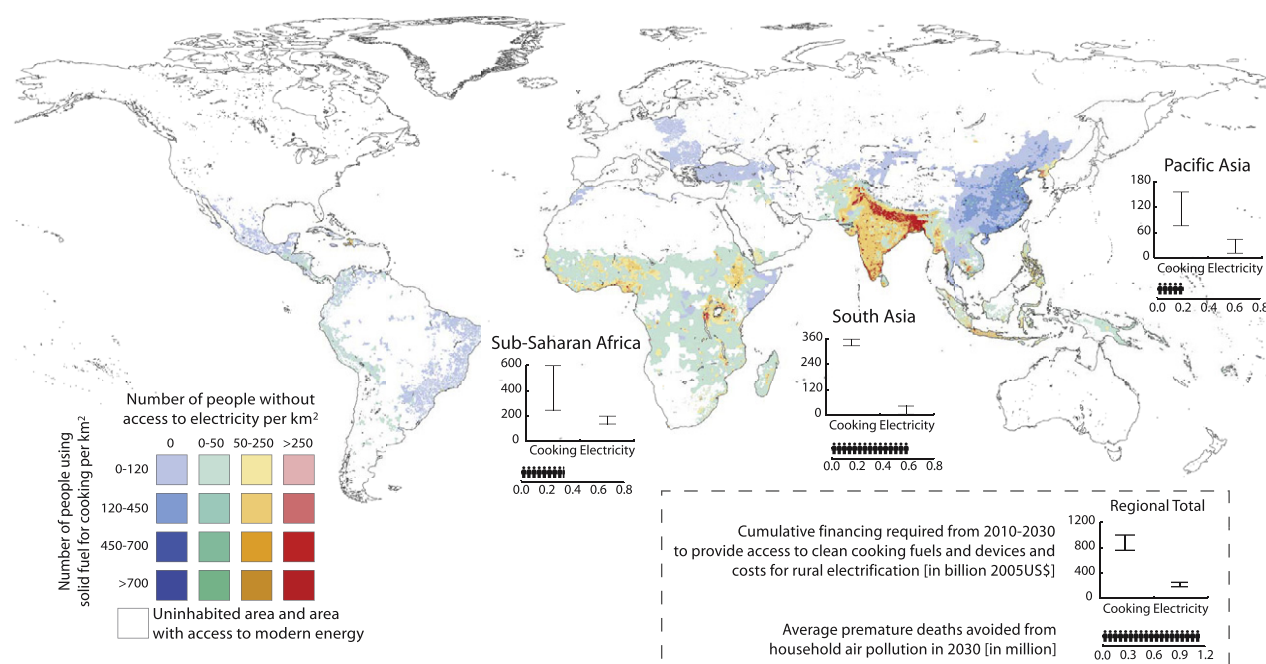 Pacific Asia
180
120
60
0
Cooking Electricity
0.0 0.2 0.4 0.6 0.8
South Asia
360
240
120
0
Cooking Electricity
0.0 0.2 0.4 0.6 0.8
Sub-Saharan Africa
600
400
200
0
Cooking Electricity
0.0 0.2 0.4 0.6 0.8
Number of people without
access to electricity per km2
0 0-50 50-250 >250
Number of people using
solid fuel for cooking per km2
0-120
120-450
450-700
>700
Uninhabited area and area
with access to modern energy
Regional Total
Cumulative financing required from 2010-2030
to provide access to clean cooking fuels and devices and
costs for rural electrification [in billion 2005US$]
1200
800
400
0
Cooking Electricity
Average premature deaths avoided from
household air pollution in 2030 [in million]
0.0 0.3 0.6 0.9 1.2